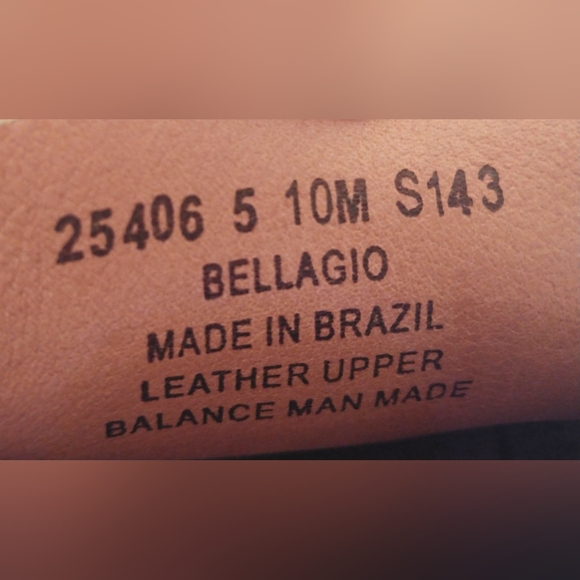 25406 5 10M S143
BELLAGIO
MADE IN BRAZIL
LEATHER UPPER
BALANCE MAN MADE